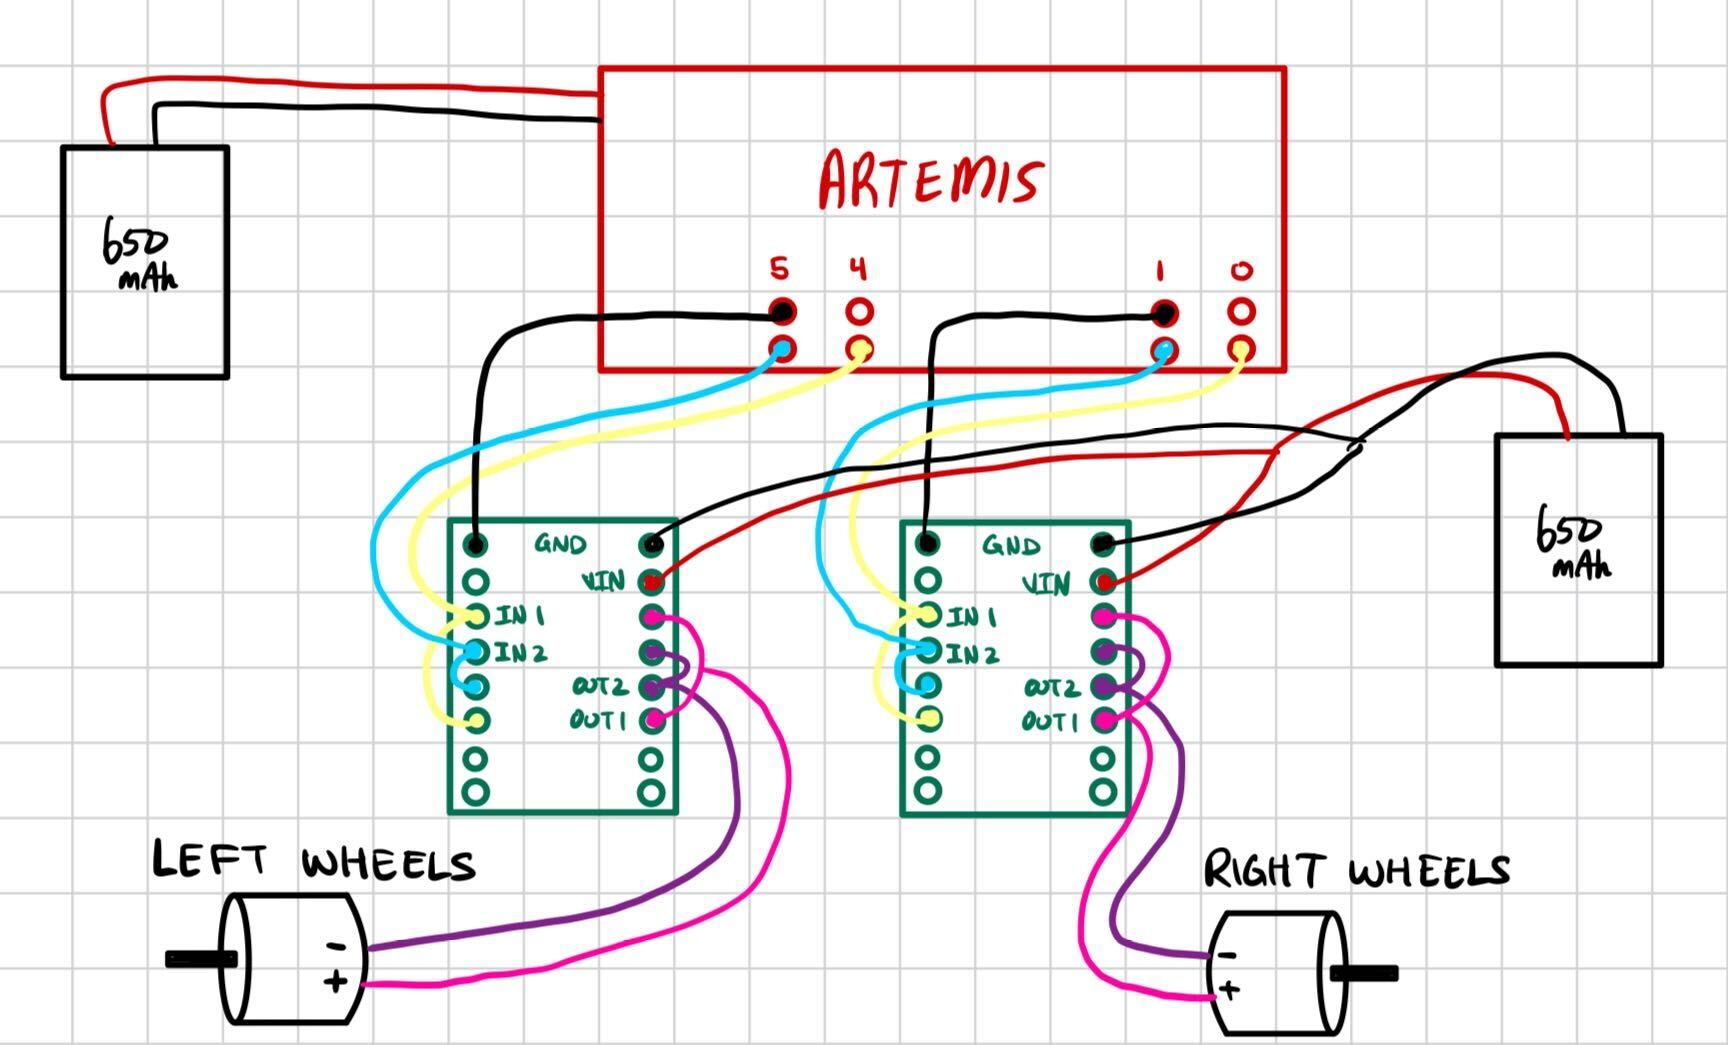 ARTEMIS
650
mAh
5 4 1 0
650
mAh
GND
VIN
IN1
IN2
OUT2
OUT1
GND
VIN
IN1
IN2
OUT2
OUT1
LEFT WHEELS
-
+
RIGHT WHEELS
-
+